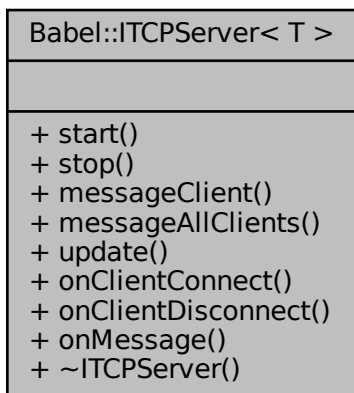 Babel::ITCPServer< T >
+ start()
+ stop()
+ messageClient()
+ messageAllClients()
+ update()
+ onClientConnect()
+ onClientDisconnect()
+ onMessage()
+ ~ITCPServer()